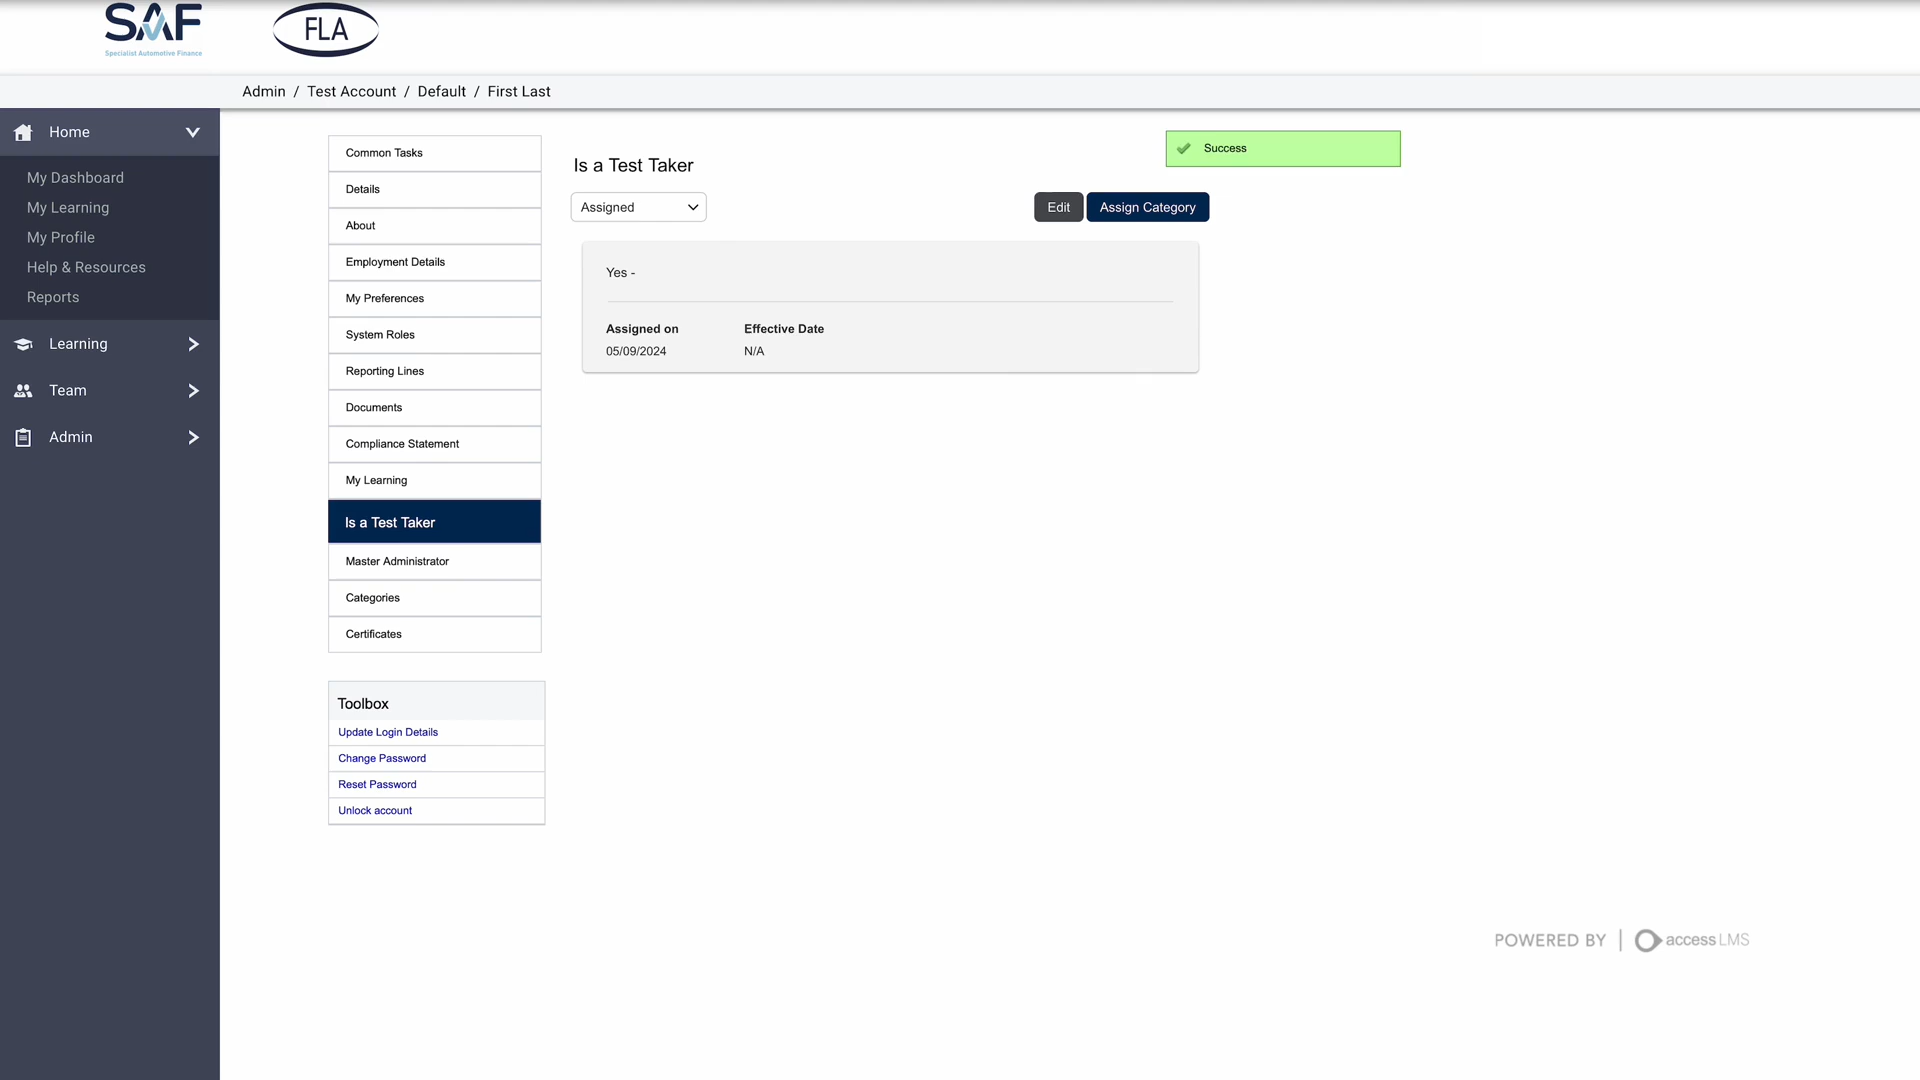 SAF
Specialist Automotive Finance
FLA
Admin / Test Account / Default / First Last
Home
My Dashboard
My Learning
My Profile
Help & Resources
Reports
Learning
Team
Admin
Common Tasks
Details
About
Employment Details
My Preferences
System Roles
Reporting Lines
Documents
Compliance Statement
My Learning
Is a Test Taker
Master Administrator
Categories
Certificates
Toolbox
Update Login Details
Change Password
Reset Password
Unlock account
Is a Test Taker
Success
Assigned
Edit
Assign Category
Yes -
Assigned on
Effective Date
05/09/2024
N/A
POWERED BY | access LMS